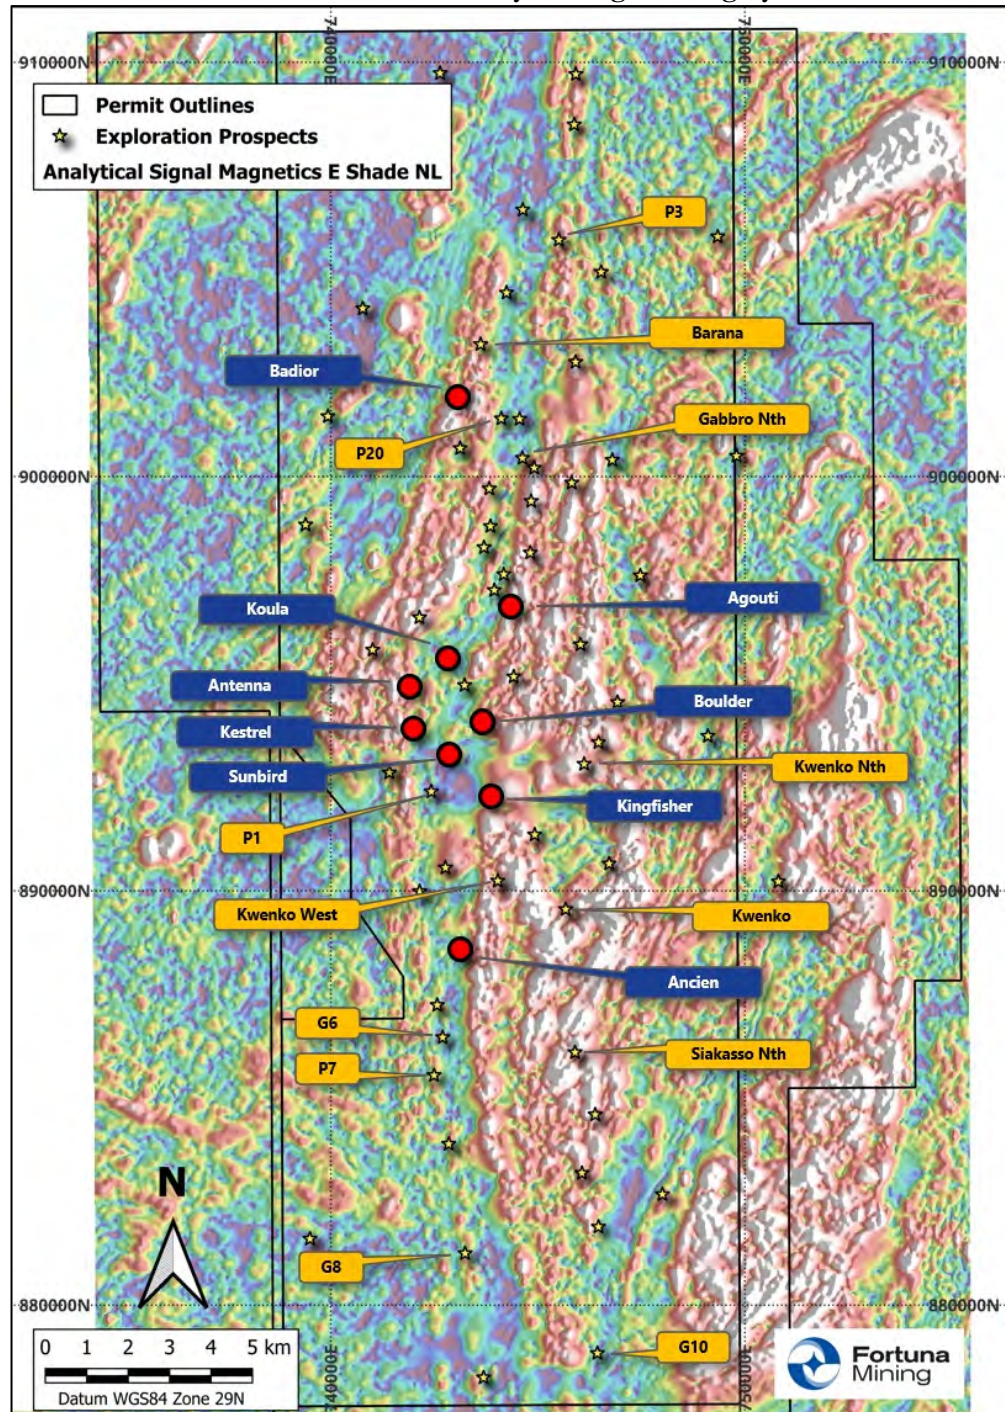 910000N
740000E
750000E
910000N
Permit Outlines
Exploration Prospects
Analytical Signal Magnetics E Shade NL
P3
Barana
Badior
Gabbro Nth
P20
900000N
900000N
Koula
Agouti
Antenna
Boulder
Kestrel
Sunbird
Kwenko Nth
Kingfisher
P1
890000N
890000N
Kwenko West
Kwenko
Ancien
G6
Siakasso Nth
P7
N
G8
880000N
880000N
G10
0 1 2 3 4 5 km
Datum WGS84 Zone 29N
740000E
750000E
Fortuna
Mining